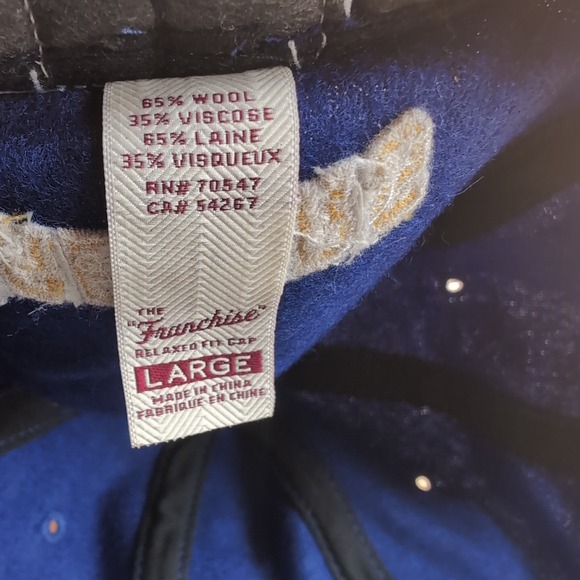 65% WOOL
35% VISCOSE
65% LAINE
35% VISQUEUX
RN# 70547
CA# 54267
THE
"Franchise"
RELAXED FIT CAP
LARGE
MADE IN CHINA
FABRIQUE EN CHINE